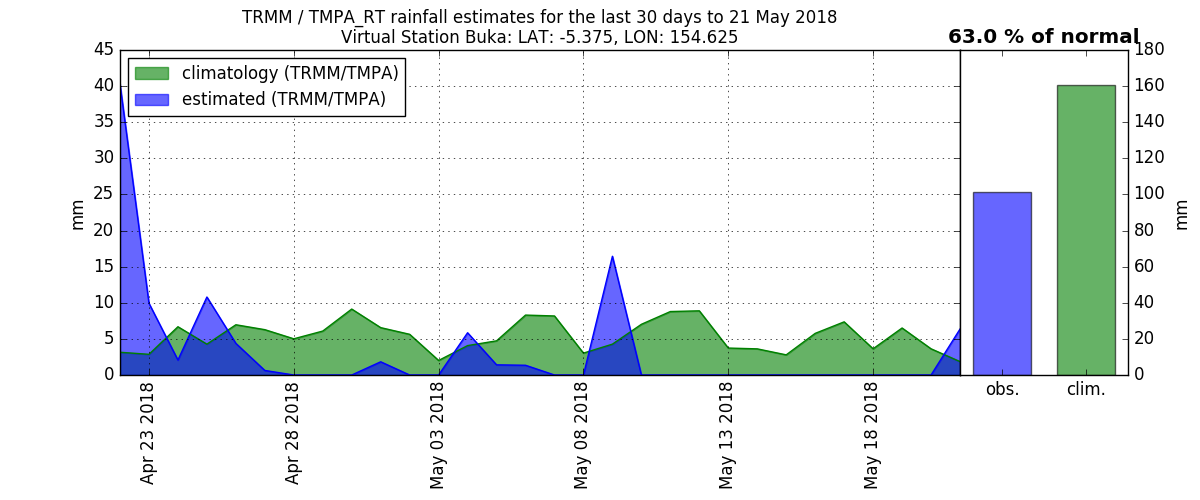 TRMM / TMPA_RT rainfall estimates for the last 30 days to 21 May 2018
Virtual Station Buka: LAT: -5.375, LON: 154.625
63.0 % of normal
climatology (TRMM/TMPA)
estimated (TRMM/TMPA)
45
40
35
30
25
20
15
10
5
0
mm
Apr 23 2018
Apr 28 2018
May 03 2018
May 08 2018
May 13 2018
May 18 2018
obs.
clim.
180
160
140
120
100
80
60
40
20
0
mm